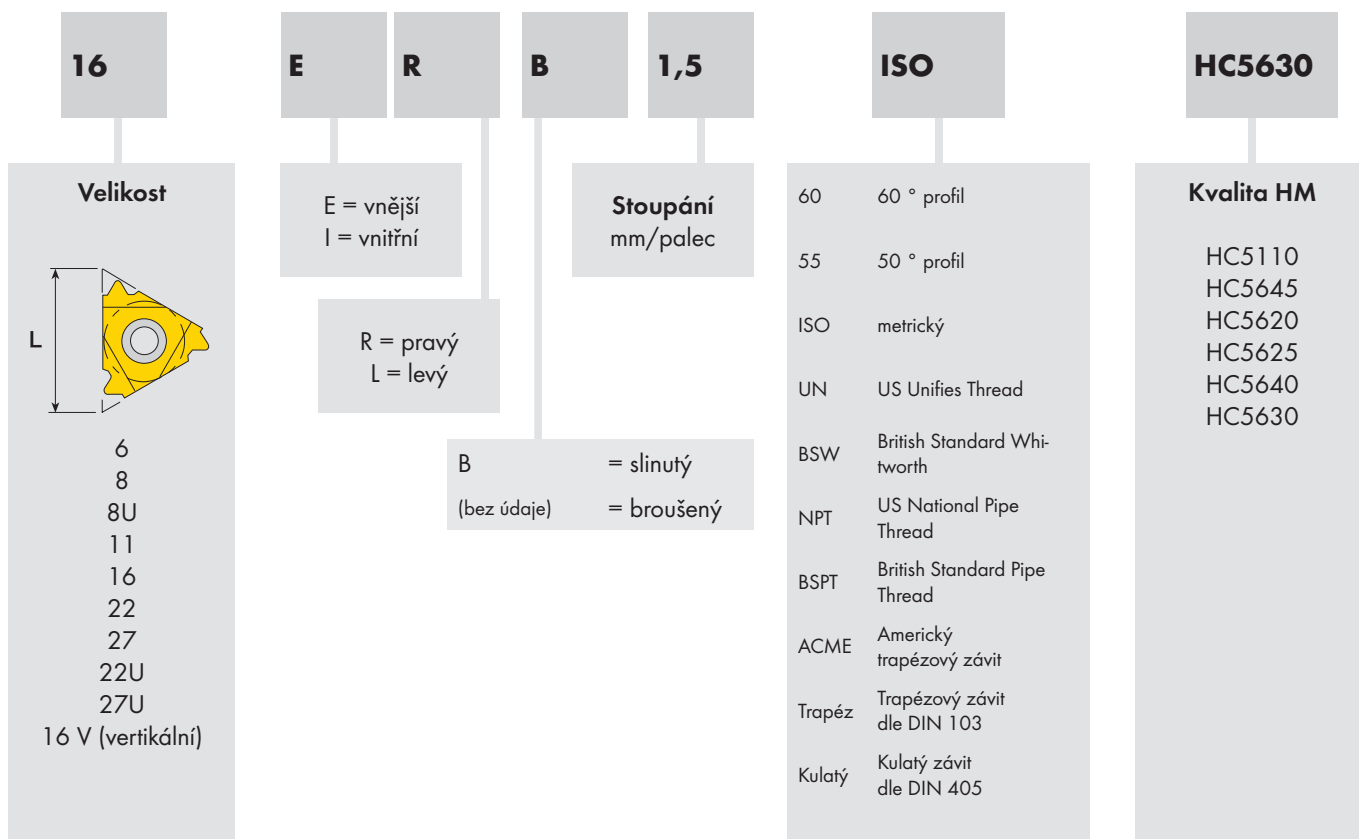 16
E
R
B
1,5
ISO
HC5630
Velikost
L
6
8
8U
11
16
22
27
22U
27U
16 V (vertikální)
E = vnější
I = vnitřní
R = pravý
L = levý
B = slinutý
(bez údaje) = broušený
Stoupání
mm/palec
60 60 ° profil
55 50 ° profil
ISO metrický
UN US Unifies Thread
BSW British Standard Whi-
tworth
NPT US National Pipe
Thread
BSPT British Standard Pipe
Thread
ACME Americký
trapézový závit
Trapéz Trapézový závit
dle DIN 103
Kulatý Kulatý závit
dle DIN 405
Kvalita HM
HC5110
HC5645
HC5620
HC5625
HC5640
HC5630